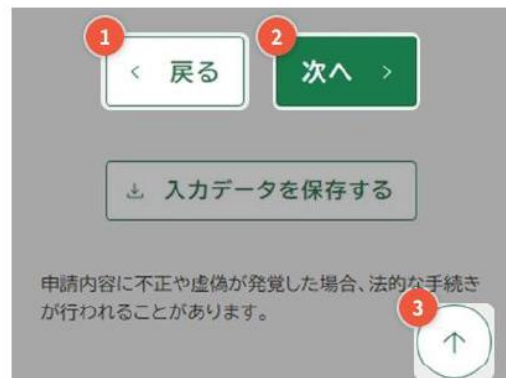 1
2
戻る
次へ
入力データを保存する
申請内容に不正や虚偽が発覚した場合、法的な手続き
が行われることがあります。
3